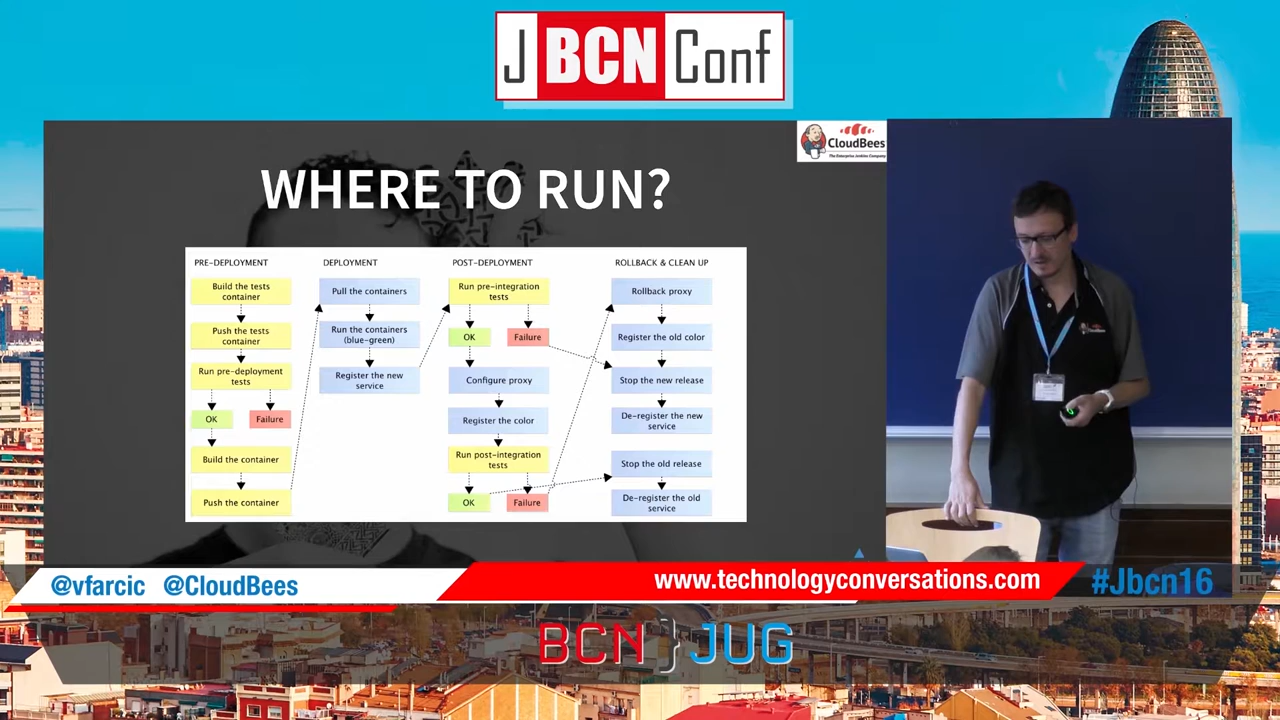 J BCN Conf
CloudBees
The Enterprise Jenkins Company
WHERE TO RUN?
PRE-DEPLOYMENT
Build the tests
container
Push the tests
container
Run pre-deployment
tests
OK
Failure
Build the container
Push the container
DEPLOYMENT
Pull the containers
Run the containers
(blue-green)
Register the new
service
POST-DEPLOYMENT
Run pre-integration
tests
OK
Failure
Configure proxy
Register the color
Run post-integration
tests
OK
Failure
ROLLBACK & CLEAN UP
Rollback proxy
Register the old color
Stop the new release
De-register the new
service
Stop the old release
De-register the old
service
@vfarcic @CloudBees
www.technologyconversations.com
#Jbcn16
BCN JUG